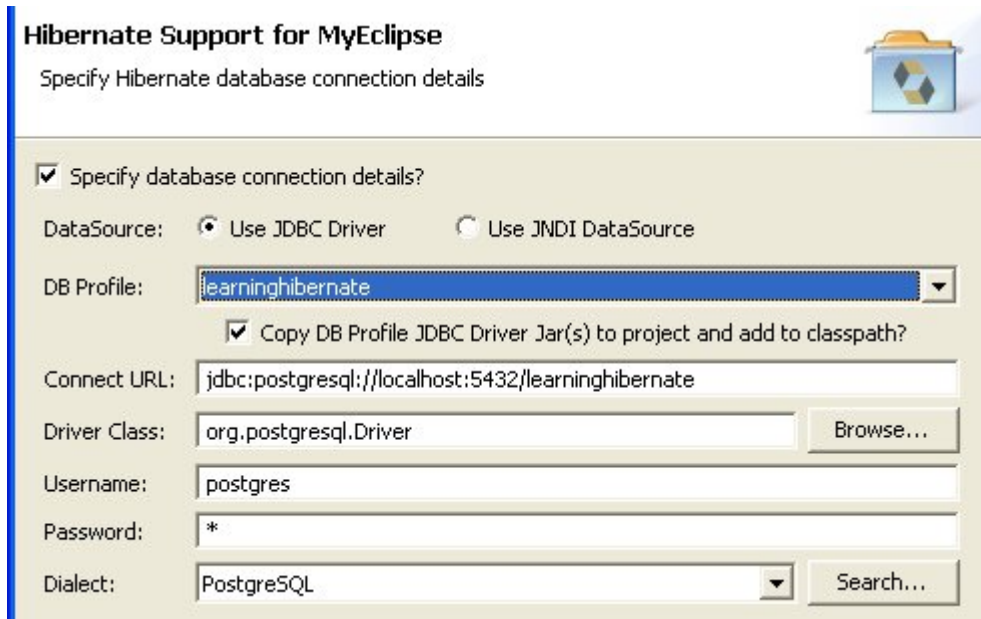 Hibernate Support for MyEclipse
Specify Hibernate database connection details
Specify database connection details?
DataSource: Use JDBC Driver Use JNDI DataSource
DB Profile: learninghibernate
Copy DB Profile JDBC Driver Jar(s) to project and add to classpath?
Connect URL: jdbc:postgresql://localhost:5432/learninghibernate
Driver Class: org.postgresql.Driver Browse...
Username: postgres
Password: *
Dialect: PostgreSQL Search...